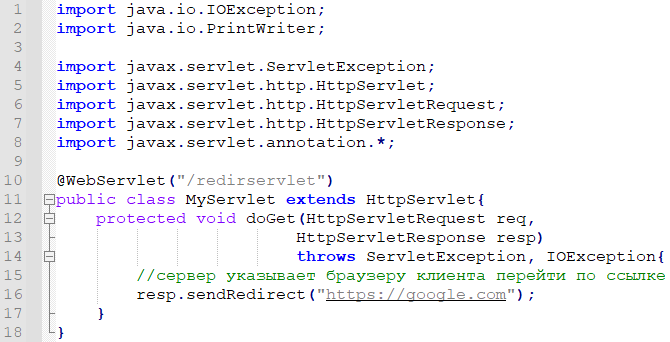 1 import java.io.IOException;
2 import java.io.PrintWriter;
3
4 import javax.servlet.ServletException;
5 import javax.servlet.http.HttpServlet;
6 import javax.servlet.http.HttpServletRequest;
7 import javax.servlet.http.HttpServletResponse;
8 import javax.servlet.annotation.*;
9
10 @WebServlet("/redirservlet")
11 public class MyServlet extends HttpServlet{
12     protected void doGet(HttpServletRequest req,
13                         HttpServletResponse resp)
14                         throws ServletException, IOException{
15         //сервер указывает браузеру клиента перейти по ссылке
16         resp.sendRedirect("https://google.com");
17     }
18 }